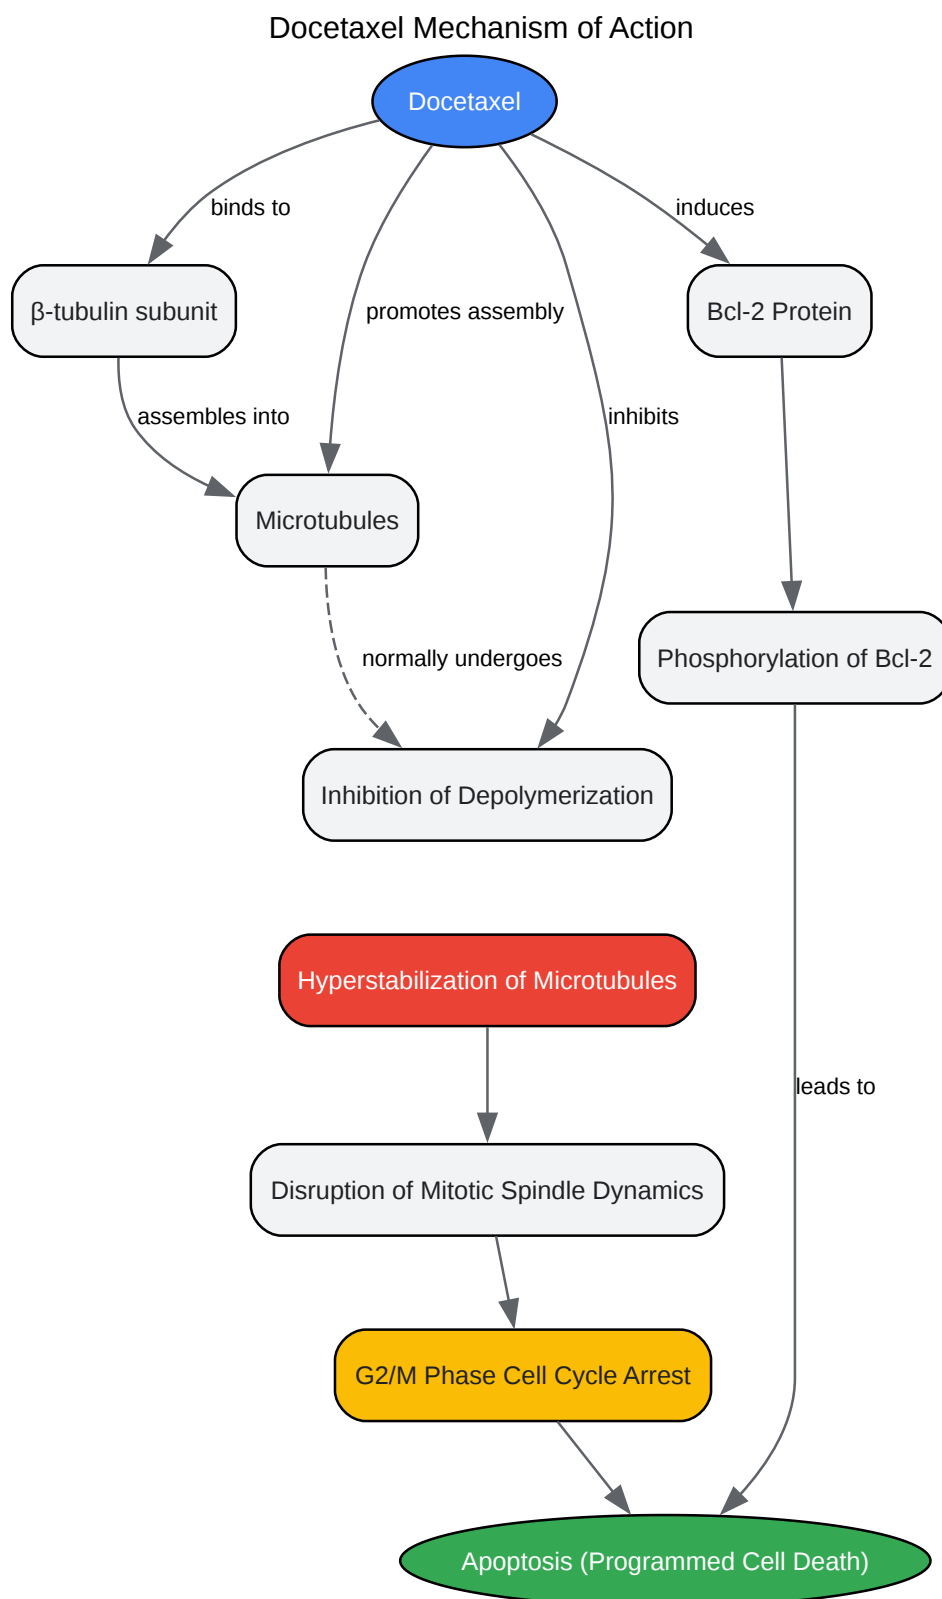 Docetaxel Mechanism of Action
Docetaxel
binds to
induces
β-tubulin subunit
promotes assembly
Bcl-2 Protein
assembles into
inhibits
Microtubules
normally undergoes
Phosphorylation of Bcl-2
Inhibition of Depolymerization
Hyperstabilization of Microtubules
leads to
Disruption of Mitotic Spindle Dynamics
G2/M Phase Cell Cycle Arrest
Apoptosis (Programmed Cell Death)